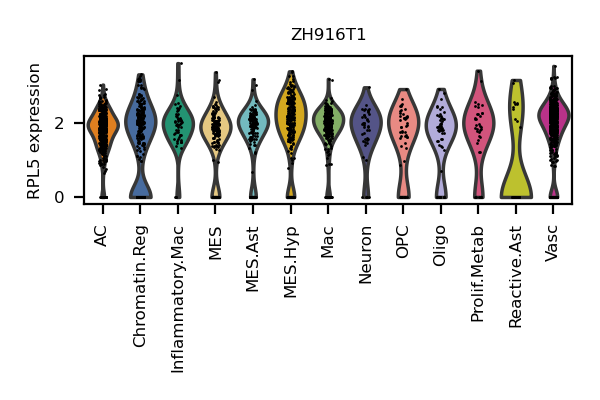 ZH916T1
RPL5 expression
2
0
AC
Chromatin.Reg
Inflammatory.Mac
MES
MES.Ast
MES.Hyp
Mac
Neuron
OPC
Oligo
Prolif.Metab
Reactive.Ast
Vasc